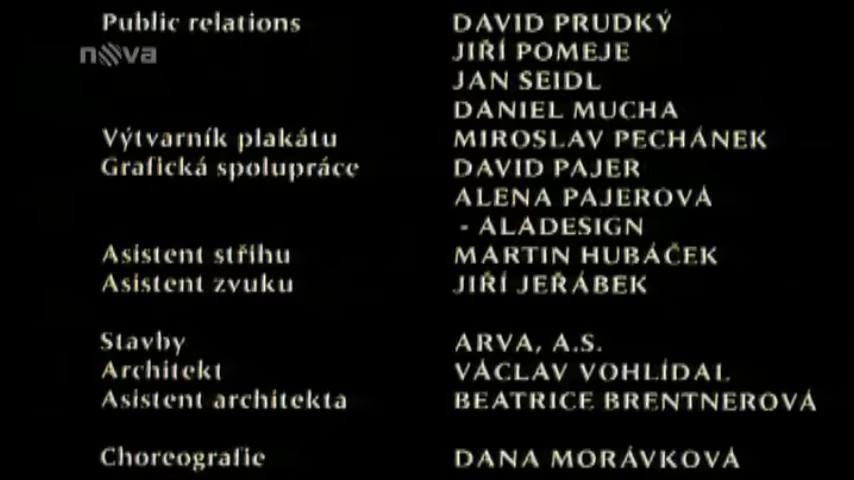 Public relations DAVID PRUDKÝ
nova JIŘÍ POMEJE
JAN SEIDL
DANIEL MUCHA
Výtvarník plakátu MIROSLAV PECHÁNEK
Grafická spolupráce DAVID PAJER
ALENA PAJEROVÁ
- ALADESIGN
Asistent střihu MARTIN HUBÁČEK
Asistent zvuku JIŘÍ JEŘÁBEK
Stavby ARVA, A.S.
Architekt VÁCLAV VOHLÍDAL
Asistent architekta BEATRICE BRENTNEROVÁ
Choreografie DANA MORÁVKOVÁ